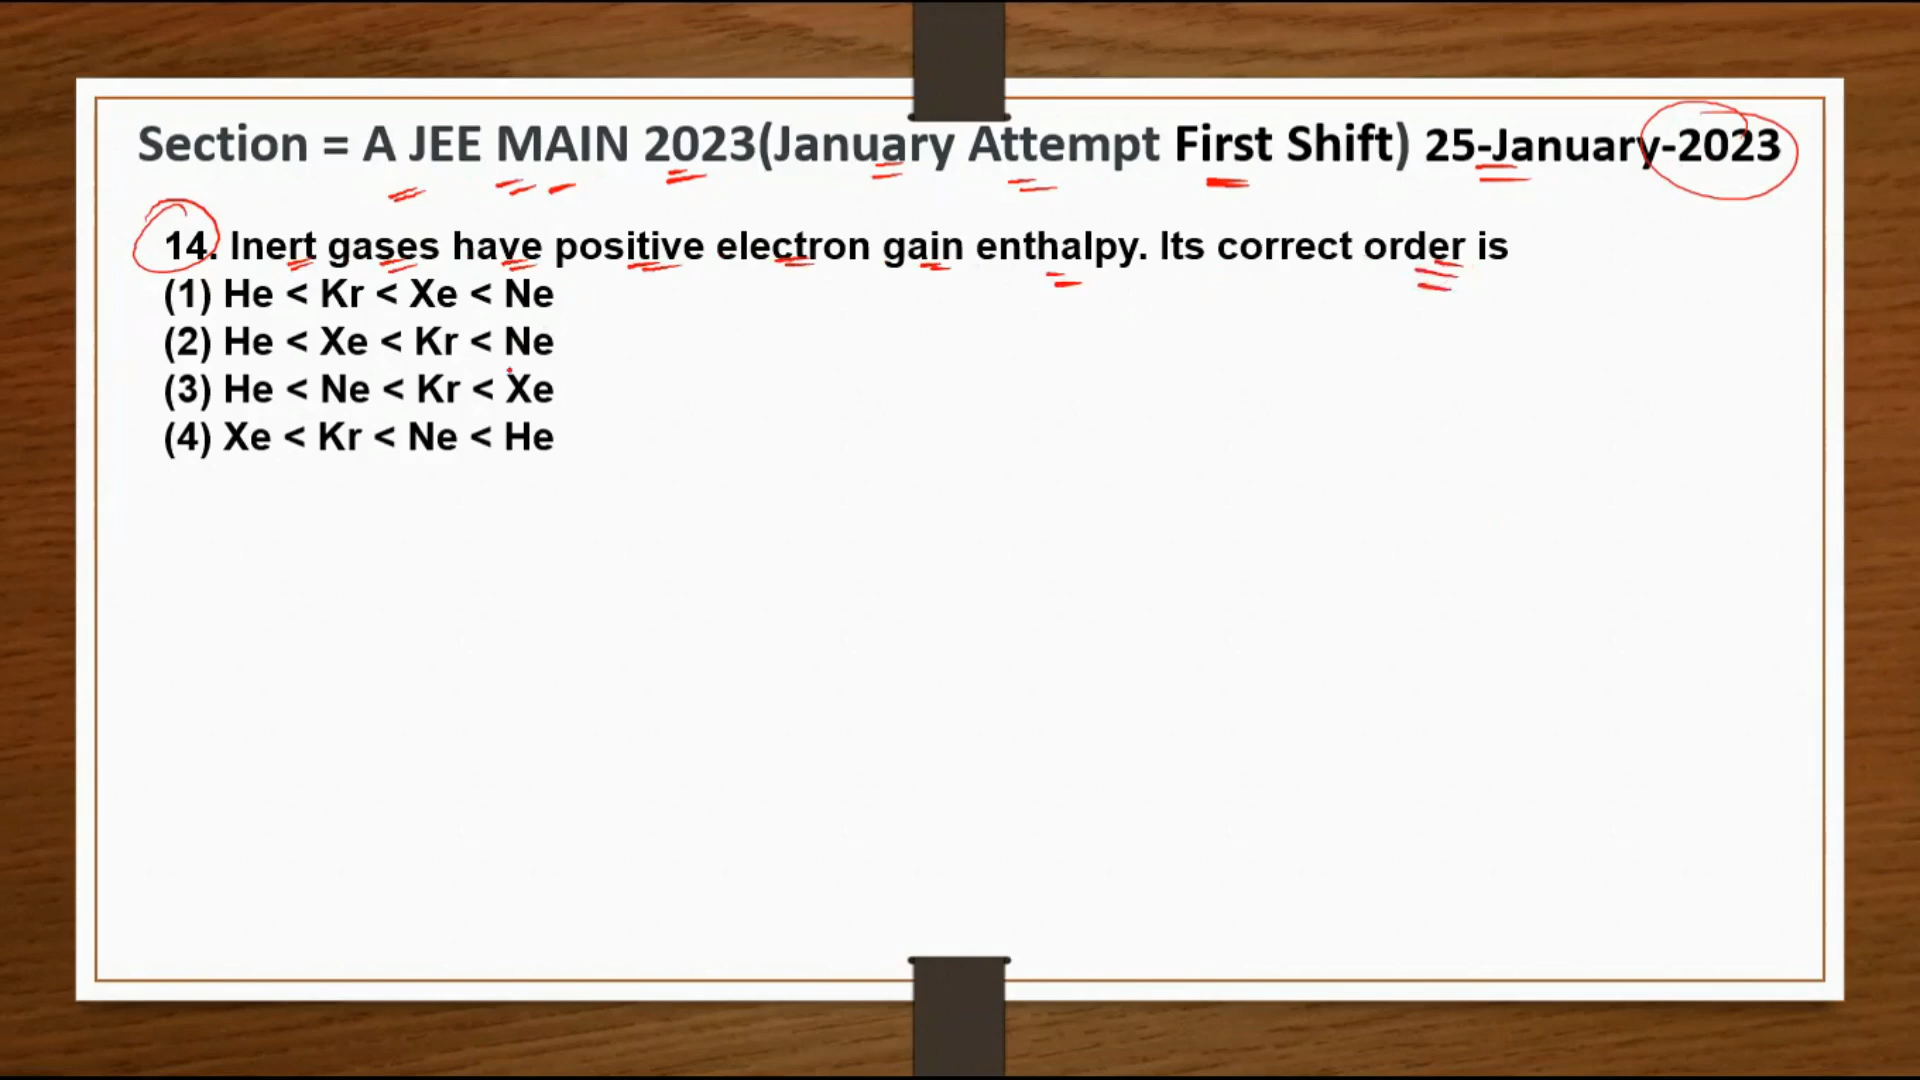 Section = A JEE MAIN 2023(January Attempt First Shift) 25-January-2023
14. Inert gases have positive electron gain enthalpy. Its correct order is
(1) He < Kr < Xe < Ne
(2) He < Xe < Kr < Ne
(3) He < Ne < Kr < Xe
(4) Xe < Kr < Ne < He